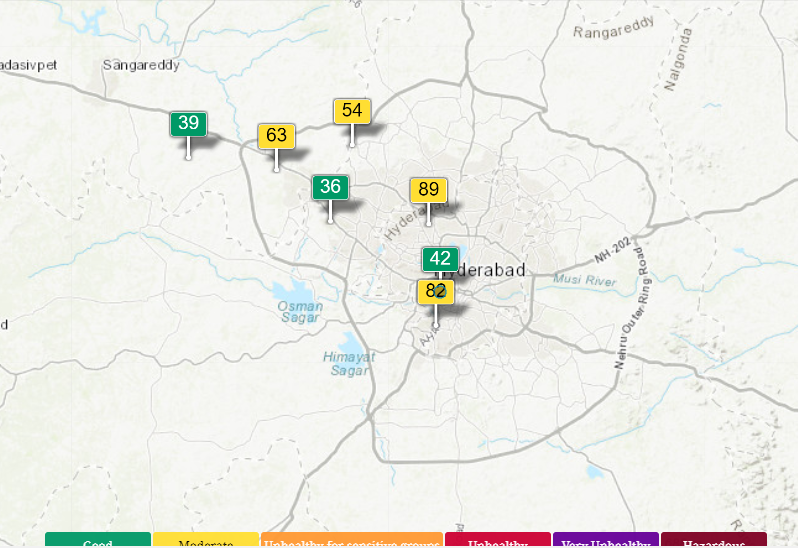 Rangareddy
Nalgonda
adasivpet
Sangareddy
54
39
63
36
89
Hyderabad
42
Hyderabad
NH-202
Musi River
82
Osman
Sagar
Nehru Outer Ring Road
Himayat
Sagar
d
Good
Moderate
Unhealthy for sensitive groups
Unhealthy
Very Unhealthy
Hazardous